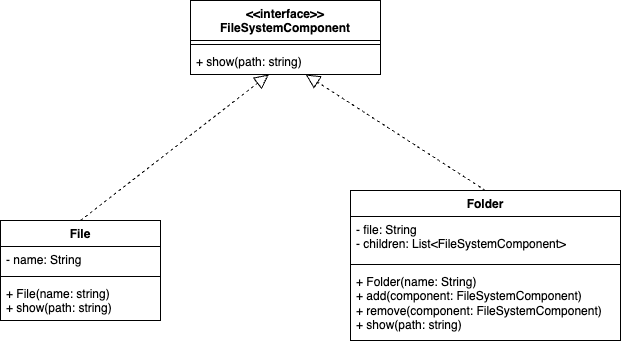 <<interface>>
FileSystemComponent
+ show(path: string)
File
- name: String
+ File(name: string)
+ show(path: string)
Folder
- file: String
- children: List<FileSystemComponent>
+ Folder(name: String)
+ add(component: FileSystemComponent)
+ remove(component: FileSystemComponent)
+ show(path: string)